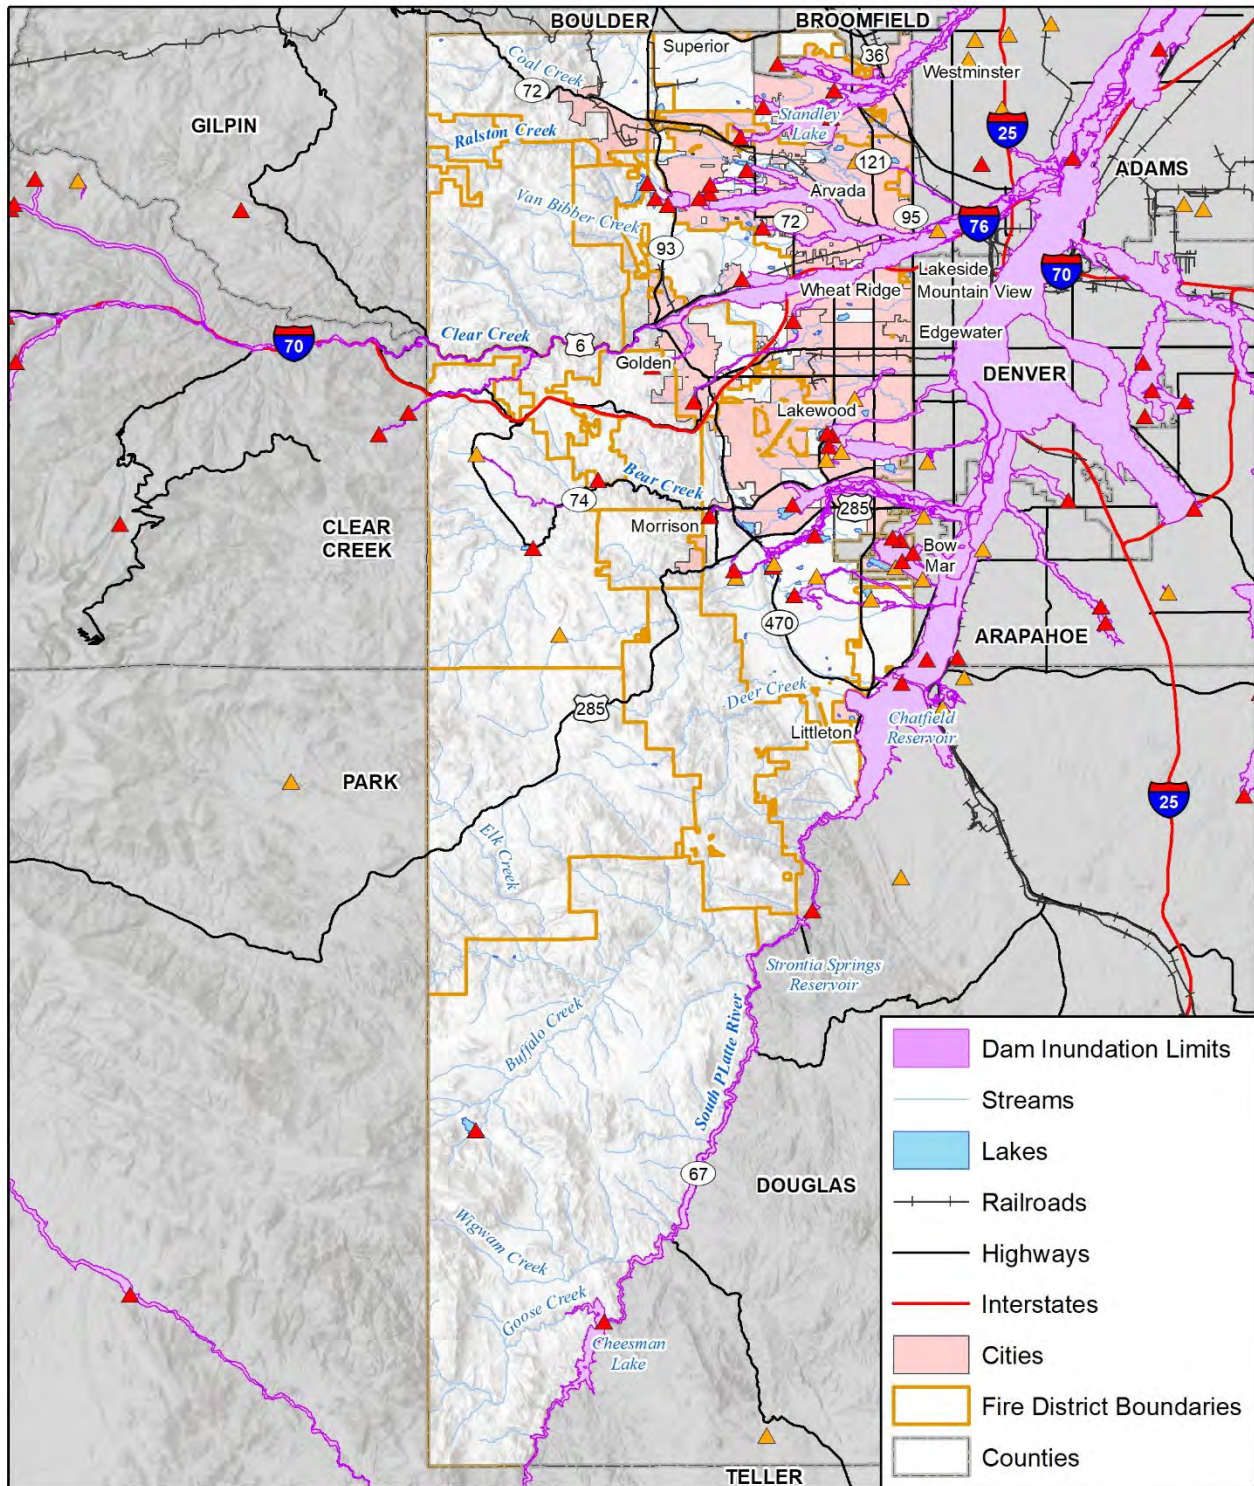 BOULDER
BROOMFIELD
Superior
36
Coal Creek
Westminster
72
GILPIN
Standley
Lake
25
Ralston Creek
121
ADAMS
Arvada
Van Bibber Creek
72
95
76
93
Lakeside
70
Wheat Ridge
Mountain View
Clear Creek
70
6
Edgewater
Golden
DENVER
Lakewood
Bear Creek
74
285
Morrison
CLEAR
CREEK
Bow
Mar
470
ARAPAHOE
Deer Creek
285
Chatfield
Reservoir
Littleton
PARK
25
Elk Creek
Strontia Springs
Reservoir
Buffalo Creek
South PLatte River
67
DOUGLAS
Wigwam Creek
Goose Creek
Cheesman
Lake
TELLER
Dam Inundation Limits
Streams
Lakes
Railroads
Highways
Interstates
Cities
Fire District Boundaries
Counties